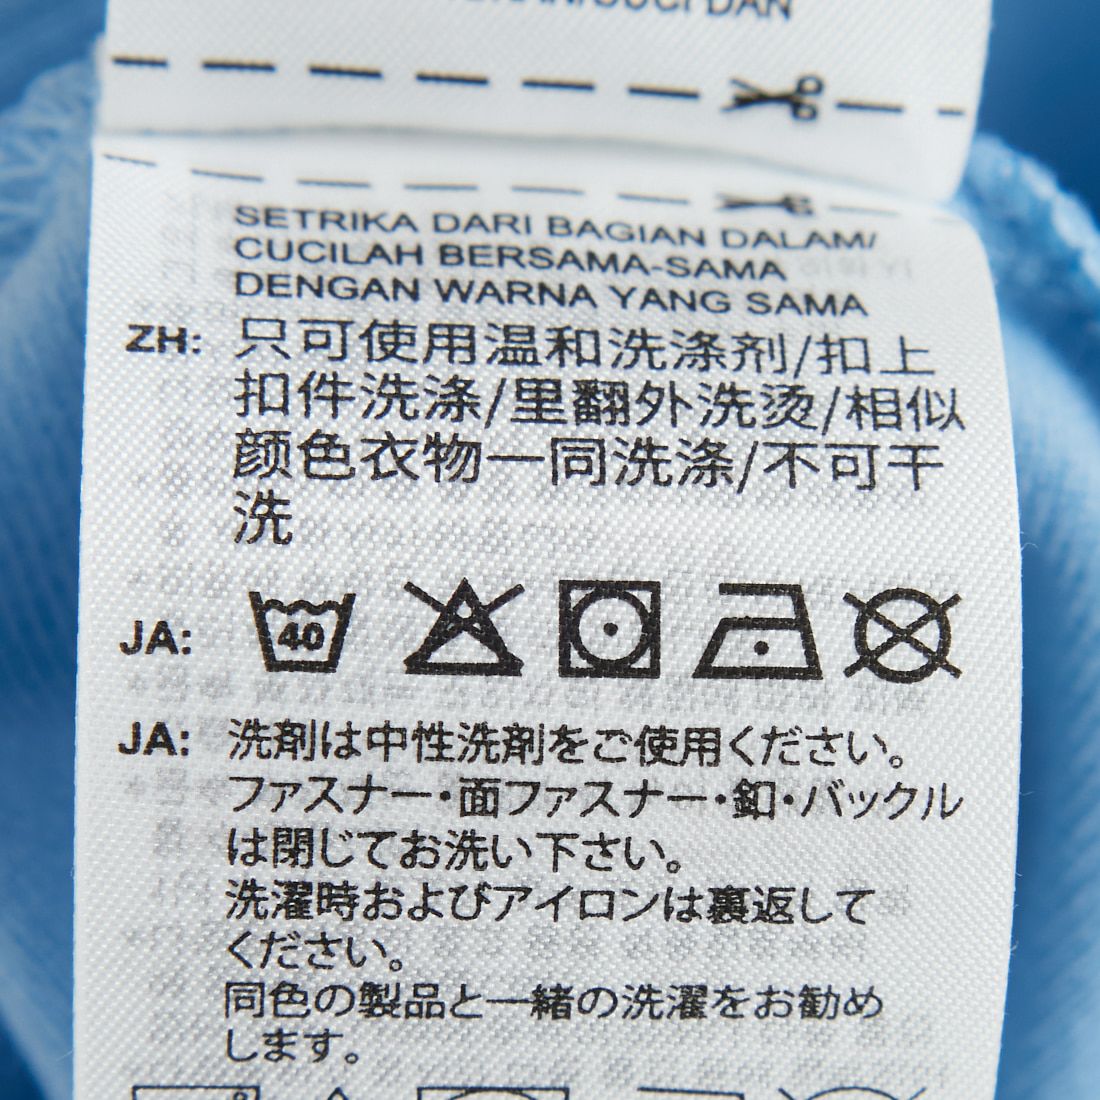 SETRIKA DARI BAGIAN DALAM/
CUCILAH BERSAMA-SAMA
DENGAN WARNA YANG SAMA
ZH: 只可使用温和洗涤剂/扣上
扣件洗涤/里翻外洗烫/相似
颜色衣物一同洗涤/不可干
洗
JA: 40
JA: 洗剤は中性洗剤をご使用ください。
ファスナー・面ファスナー・釦・バックル
は閉じてお洗い下さい。
洗濯時およびアイロンは裏返して
ください。
同色の製品と一緒の洗濯をお勧め
します。